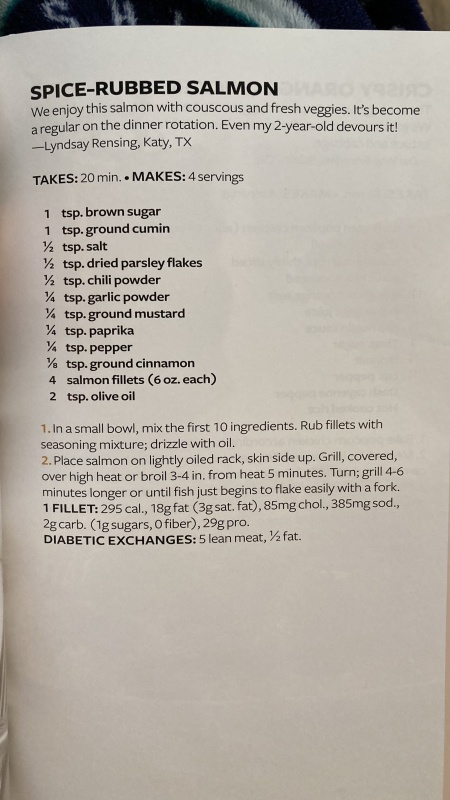 SPICE-RUBBED SALMON
We enjoy this salmon with couscous and fresh veggies. It's become
a regular on the dinner rotation. Even my 2-year-old devours it!
—Lyndsay Rensing, Katy, TX
TAKES: 20 min. • MAKES: 4 servings
1 tsp. brown sugar
1 tsp. ground cumin
½ tsp. salt
½ tsp. dried parsley flakes
½ tsp. chili powder
¼ tsp. garlic powder
¼ tsp. ground mustard
¼ tsp. paprika
¼ tsp. pepper
⅛ tsp. ground cinnamon
4 salmon fillets (6 oz. each)
2 tsp. olive oil
1. In a small bowl, mix the first 10 ingredients. Rub fillets with
seasoning mixture; drizzle with oil.
2. Place salmon on lightly oiled rack, skin side up. Grill, covered,
over high heat or broil 3-4 in. from heat 5 minutes. Turn; grill 4-6
minutes longer or until fish just begins to flake easily with a fork.
1 FILLET: 295 cal., 18g fat (3g sat. fat), 85mg chol., 385mg sod.,
2g carb. (1g sugars, 0 fiber), 29g pro.
DIABETIC EXCHANGES: 5 lean meat, ½ fat.